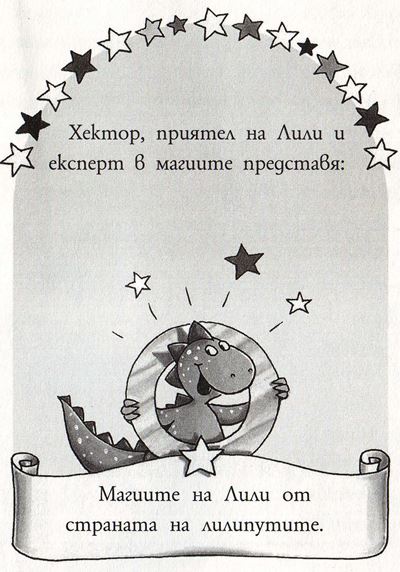 Хектор, приятел на Лили и
експерт в магиите представя:
Магиите на Лили от
страната на лилипутите.